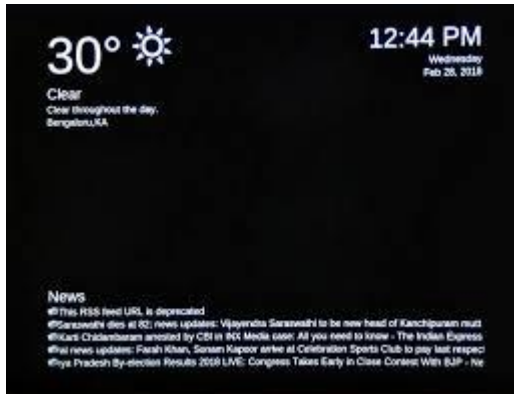 30°
12:44 PM
Wednesday
Feb 28, 2018
Clear
Clear throughout the day.
Bengaluru,KA
News
This RSS feed URL is deprecated
Saraswathi dies at 82; news updates: Vijayendra Saraswathi to be new head of Kanchipuram mutt
Karti Chidambaram arrested by CBI in INX Media case: All you need to know - The Indian Express
news updates: Farah Khan, Sonam Kapoor arrive at Celebration Sports Club to pay last respec
ya Pradesh By-election Results 2018 LIVE: Congress Takes Early in Close Contest With BJP - Ne